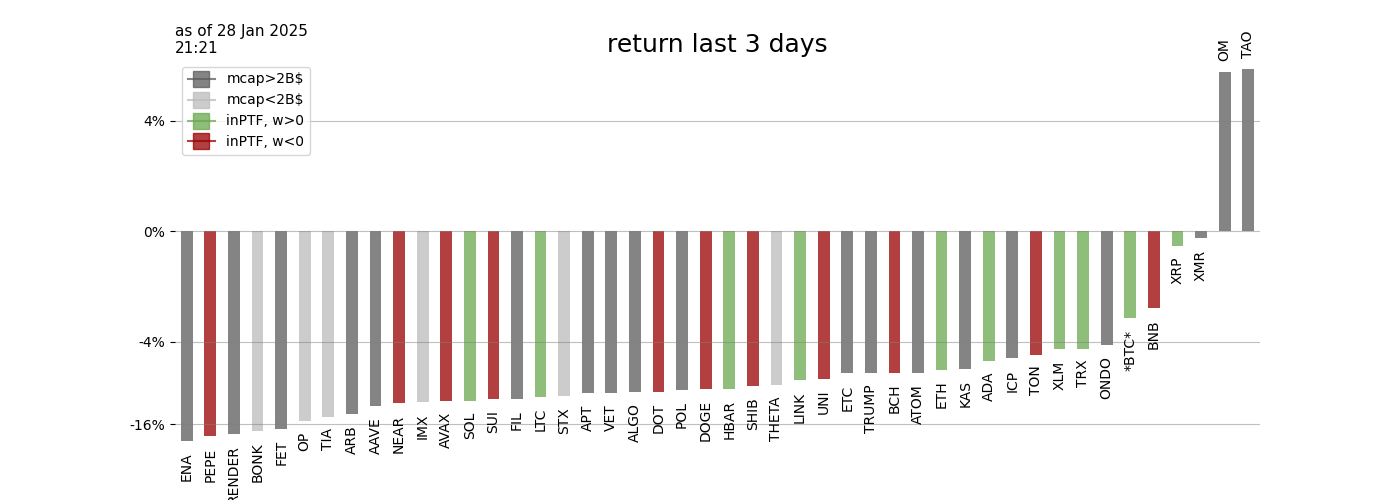 as of 28 Jan 2025
21:21
return last 3 days
mcap>2B$
mcap<2B$
inPTF, w>0
inPTF, w<0
4%
0%
-4%
-16%
ENA
PEPE
RENDER
BONK
FET
OP
TIA
ARB
AAVE
NEAR
IMX
AVAX
SOL
SUI
FIL
LTC
STX
APT
VET
ALGO
DOT
POL
DOGE
HBAR
SHIB
THETA
LINK
UNI
ETC
TRUMP
BCH
ATOM
ETH
KAS
ADA
ICP
TON
XLM
TRX
ONDO
*BTC*
BNB
XRP
XMR
OM
TAO